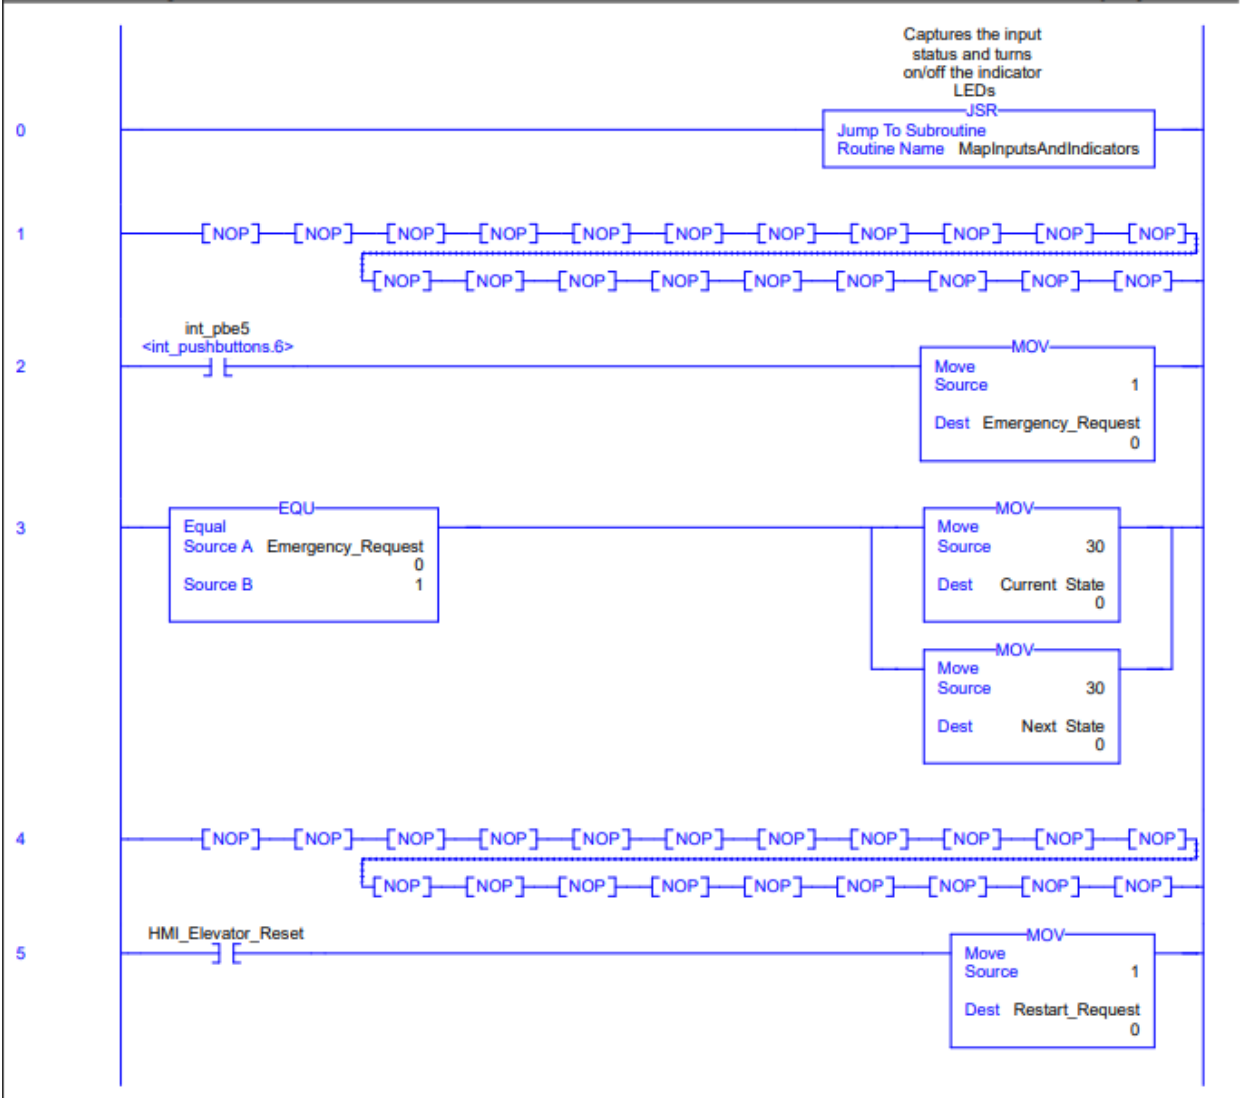 Captures the input
status and turns
on/off the indicator
LEDs
JSR
0
Jump To Subroutine
Routine Name MapInputsAndIndicators
1
[NOP] [NOP] [NOP] [NOP] [NOP] [NOP] [NOP] [NOP] [NOP] [NOP] [NOP]
[NOP] [NOP] [NOP] [NOP] [NOP] [NOP] [NOP] [NOP] [NOP]
int_pbe5
<int_pushbuttons.6>
2
MOV
Move
Source 1
Dest Emergency_Request
0
3
EQU
Equal
Source A Emergency_Request
0
Source B 1
MOV
Move
Source 30
Dest Current_State
0
MOV
Move
Source 30
Dest Next_State
0
4
[NOP] [NOP] [NOP] [NOP] [NOP] [NOP] [NOP] [NOP] [NOP] [NOP] [NOP]
[NOP] [NOP] [NOP] [NOP] [NOP] [NOP] [NOP] [NOP] [NOP]
HMI_Elevator_Reset
5
MOV
Move
Source 1
Dest Restart_Request
0